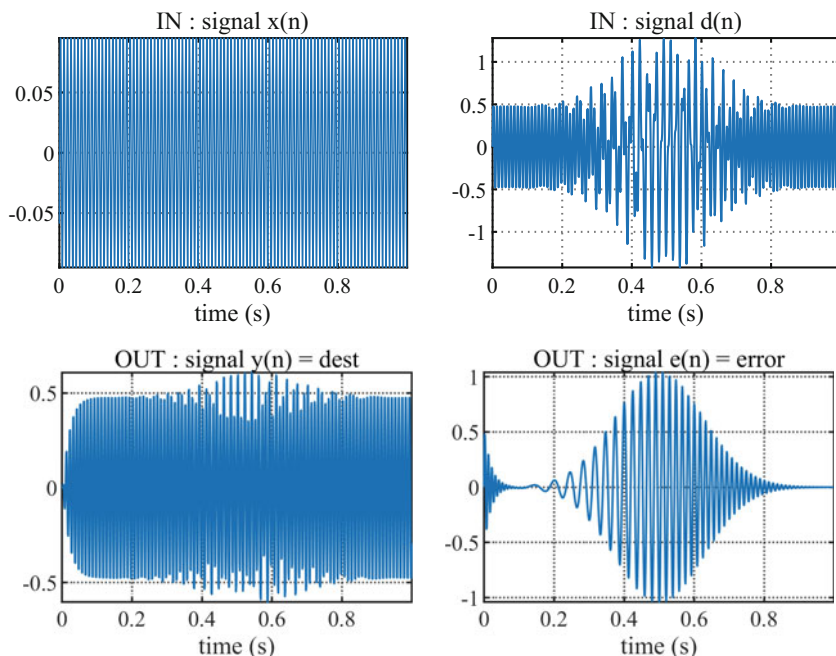 IN : signal x(n)
0.05
0
-0.05
0 0.2 0.4 0.6 0.8
time (s)
IN : signal d(n)
1
0.5
0
-0.5
-1
0 0.2 0.4 0.6 0.8
time (s)
OUT : signal y(n) = dest
0.5
0
-0.5
0 0.2 0.4 0.6 0.8
time (s)
OUT : signal e(n) = error
1
0.5
0
-0.5
-1
0 0.2 0.4 0.6 0.8
time (s)